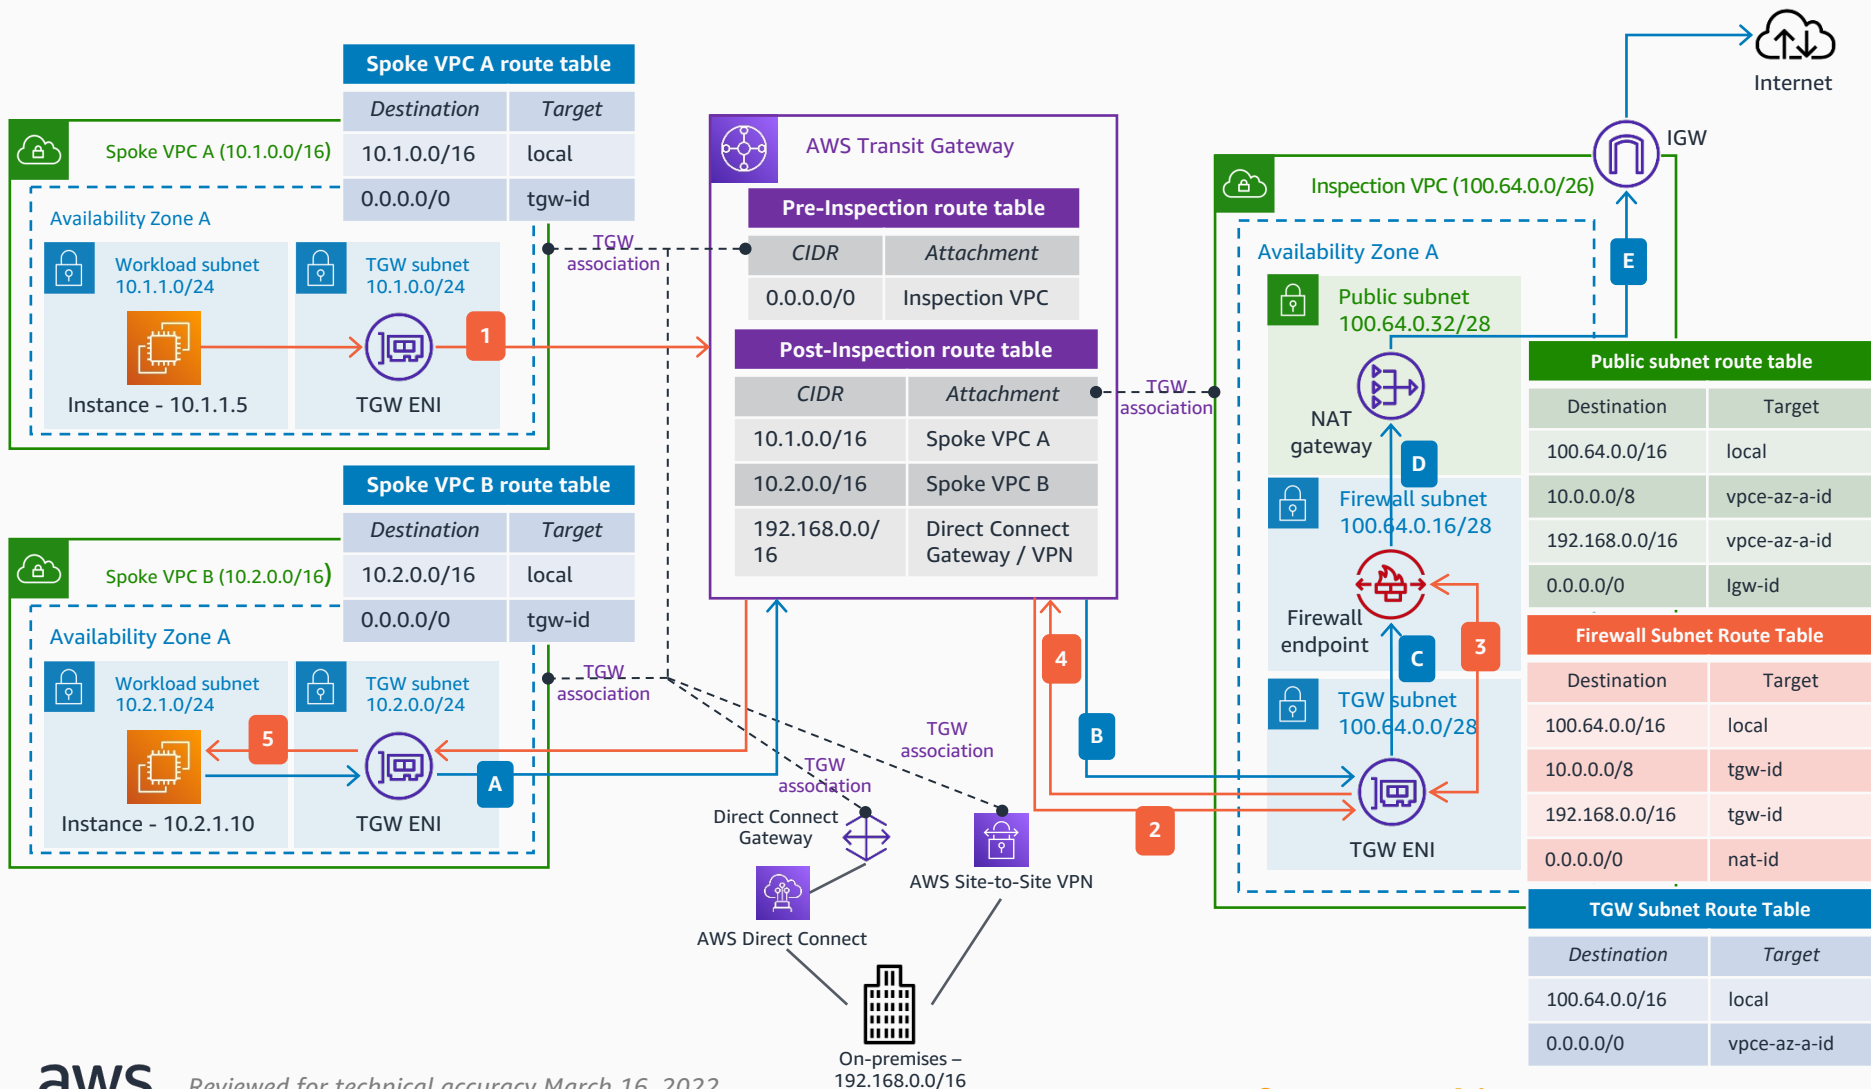 Internet
IGW
Spoke VPC A route table
Destination Target
10.1.0.0/16 local
0.0.0.0/0 tgw-id
Spoke VPC A (10.1.0.0/16)
Availability Zone A
Workload subnet
10.1.1.0/24
TGW subnet
10.1.0.0/24
1
Instance - 10.1.1.5
TGW ENI
TGW
association
Spoke VPC B route table
Destination Target
10.2.0.0/16 local
0.0.0.0/0 tgw-id
Spoke VPC B (10.2.0.0/16)
Availability Zone A
Workload subnet
10.2.1.0/24
TGW subnet
10.2.0.0/24
5
A
Instance - 10.2.1.10
TGW ENI
TGW
association
AWS Transit Gateway
Pre-Inspection route table
CIDR Attachment
0.0.0.0/0 Inspection VPC
Post-Inspection route table
CIDR Attachment
10.1.0.0/16 Spoke VPC A
10.2.0.0/16 Spoke VPC B
192.168.0.0/ Direct Connect
16 Gateway / VPN
TGW
association
4
B
2
TGW
association
TGW
association
Direct Connect
Gateway
AWS Site-to-Site VPN
AWS Direct Connect
On-premises –
192.168.0.0/16
Inspection VPC (100.64.0.0/26)
Availability Zone A
E
Public subnet
100.64.0.32/28
NAT
gateway
D
Firewall subnet
100.64.0.16/28
Firewall
endpoint
C
3
TGW subnet
100.64.0.0/28
TGW ENI
Public subnet route table
Destination Target
100.64.0.0/16 local
10.0.0.0/8 vpce-az-a-id
192.168.0.0/16 vpce-az-a-id
0.0.0.0/0 Igw-id
Firewall Subnet Route Table
Destination Target
100.64.0.0/16 local
10.0.0.0/8 tgw-id
192.168.0.0/16 tgw-id
0.0.0.0/0 nat-id
TGW Subnet Route Table
Destination Target
100.64.0.0/16 local
0.0.0.0/0 vpce-az-a-id
aws
Reviewed for technical accuracy March 16, 2022